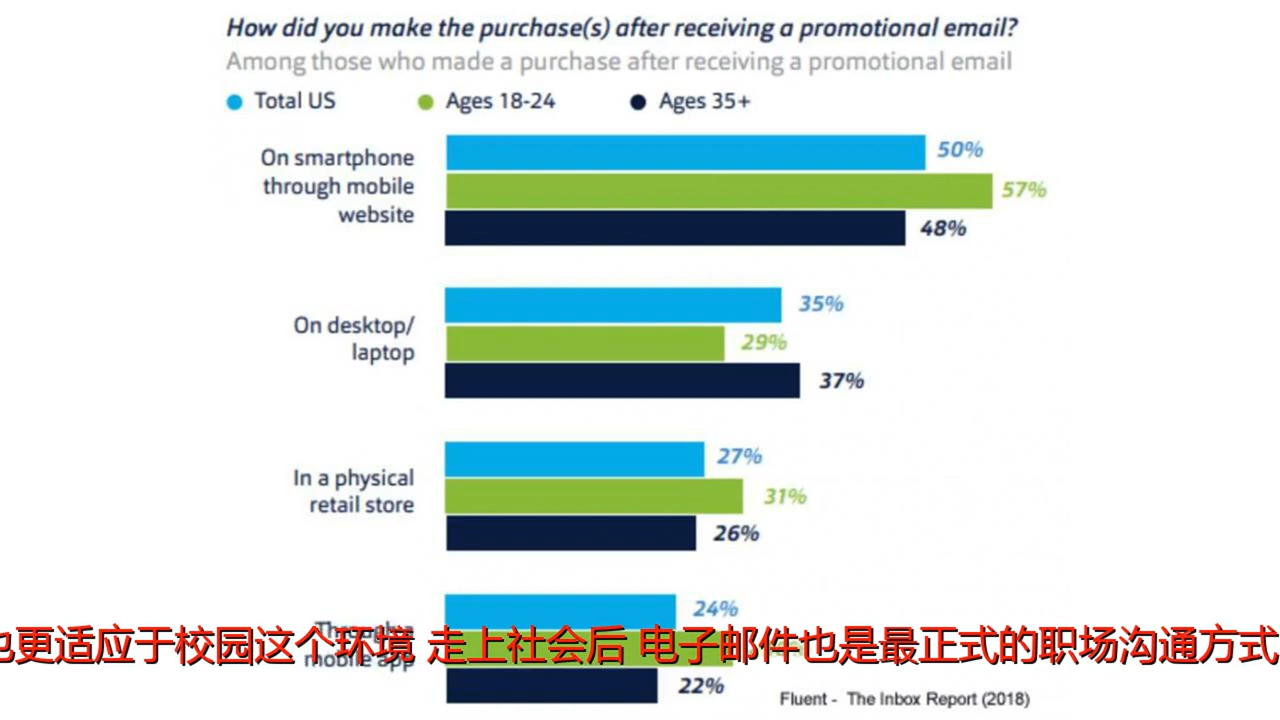 How did you make the purchase(s) after receiving a promotional email?
Among those who made a purchase after receiving a promotional email
Total US
Ages 18-24
Ages 35+
On smartphone
through mobile
website
50%
57%
48%
On desktop/
laptop
35%
29%
37%
In a physical
retail store
27%
31%
26%
Through a
mobile app
24%
22%
也更适应于校园这个环境 走上社会后 电子邮件也是最正式的职场沟通方式
Fluent - The Inbox Report (2018)